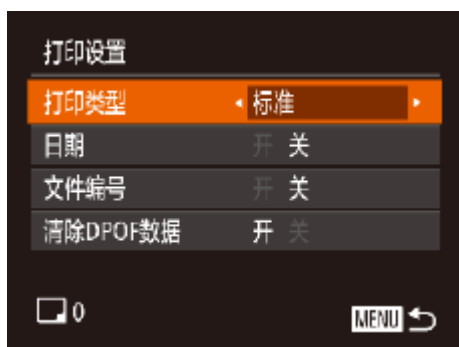 打印设置
打印类型 标准
日期 开 关
文件编号 开 关
清除DPOF数据 开 关
0 MENU